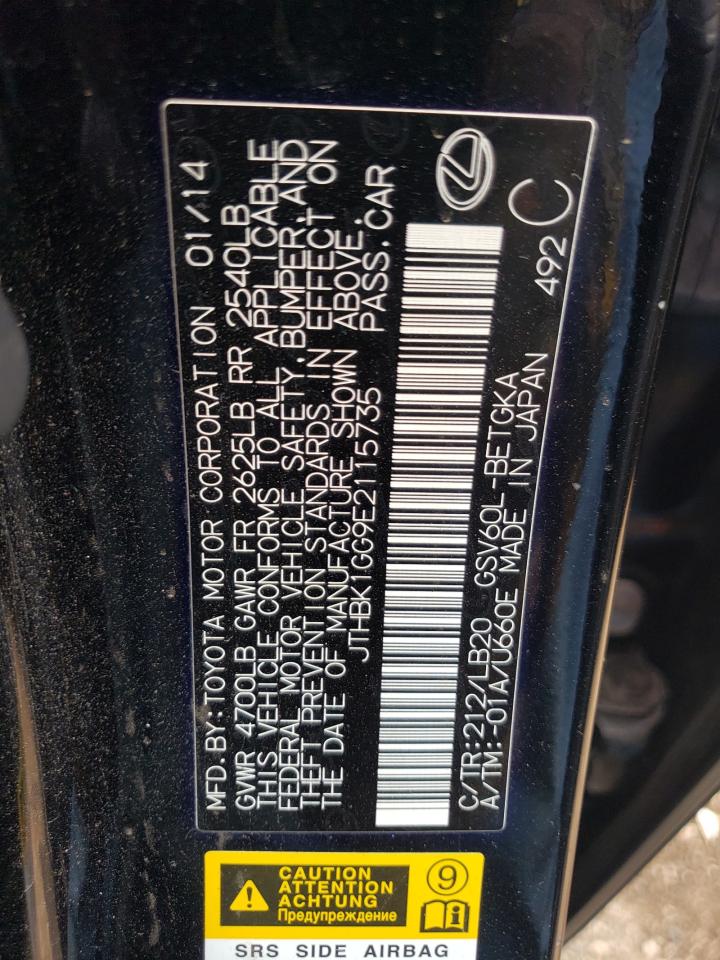 MFD.BY:TOYOTA MOTOR CORPORATION 01/14
GVWR 4700LB GAWR FR 2625LB RR 2540LB
THIS VEHICLE CONFORMS TO ALL APPLICABLE
FEDERAL MOTOR VEHICLE SAFETY,BUMPER,AND
THEFT PREVENTION STANDARDS IN EFFECT ON
THE DATE OF MANUFACTURE SHOWN ABOVE.
JTHBK1GG9E2115735 PASS.CAR
C/TR:212/LB20 GSV60L-BETGKA
A/TM:-01A/U660E MADE IN JAPAN
492 C
CAUTION
ATTENTION
ACHTUNG
Предупреждение
9
SRS SIDE AIRBAG